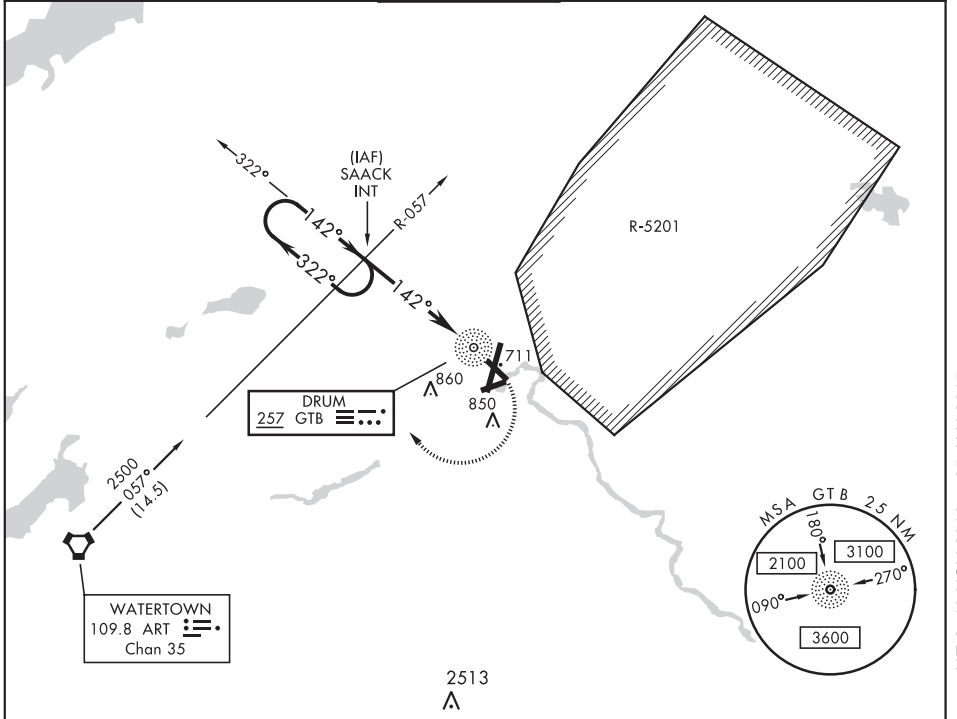 322°
(IAF)
SAACK
INT
R-057
142°
322°
142°
R-5201
711
860
850
DRUM
257 GTB
2500
057°
(14.5)
WATERTOWN
109.8 ART
Chan 35
2513
MSA GTB 25 NM
180°
2100
3100
270°
090°
3600